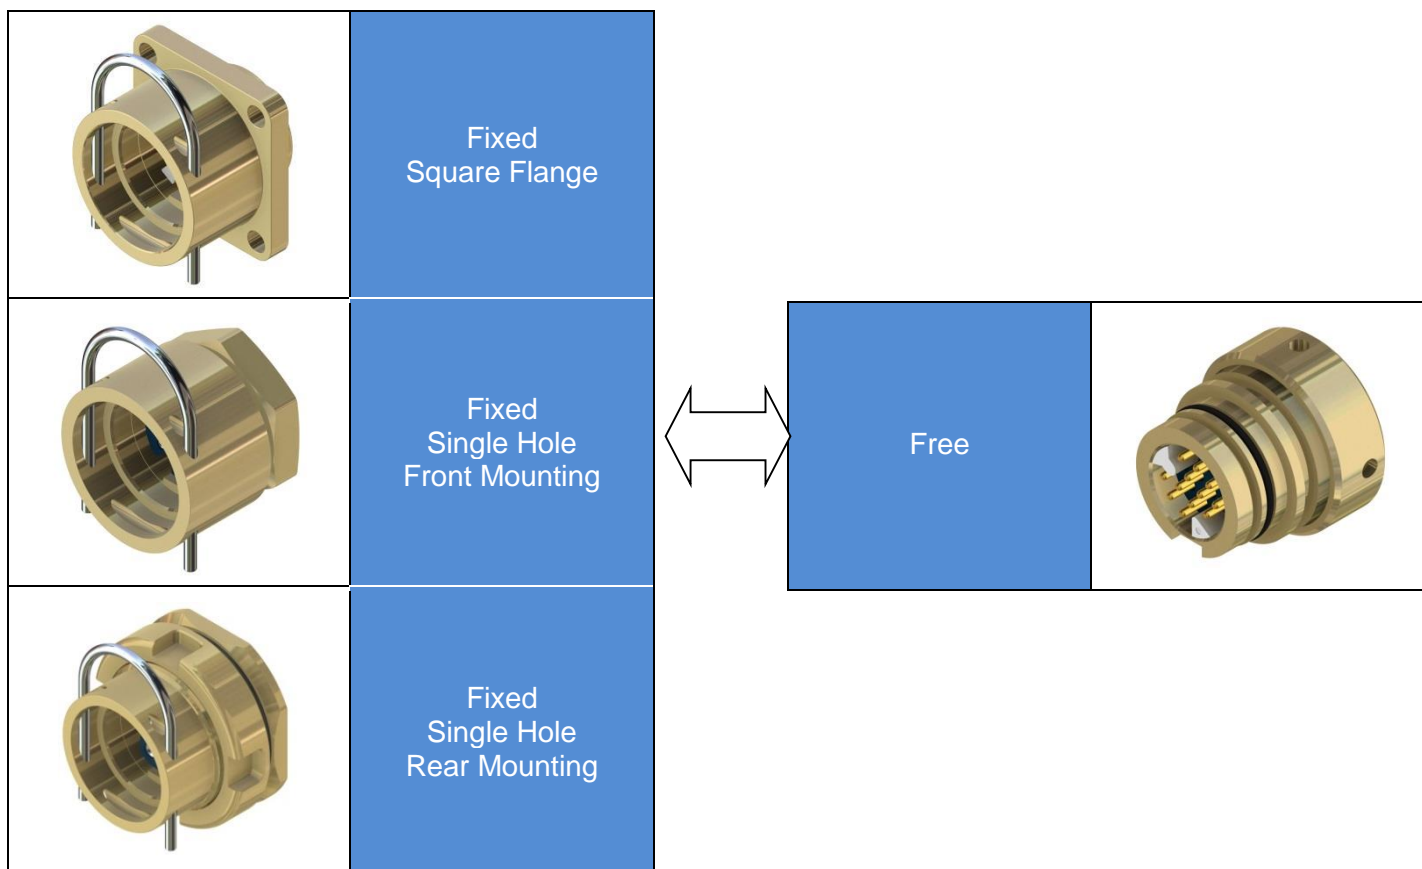 Fixed
Square Flange
Fixed
Single Hole
Front Mounting
Free
Fixed
Single Hole
Rear Mounting